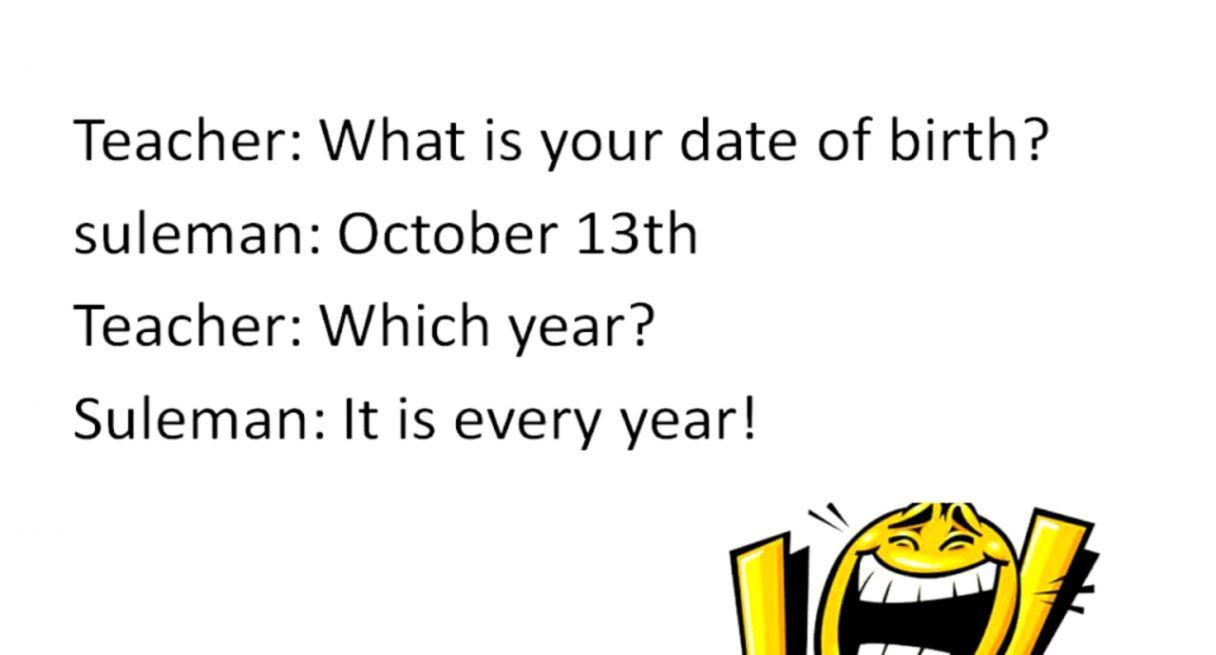 Teacher: What is your date of birth?
suleman: October 13th
Teacher: Which year?
Suleman: It is every year!